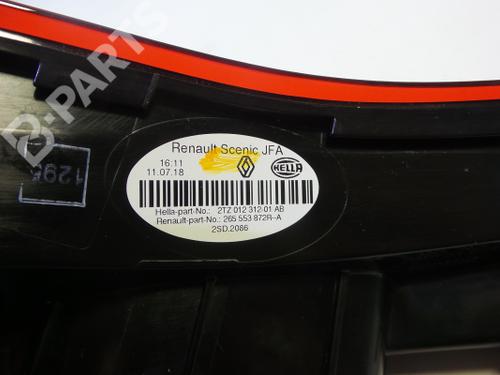 B-PARTS
Renault Scenic JFA
16:11
11.07.18
HELLA
Hella-part-No.: 2TZ 012 312-01 AB
Renault-part-No.: 265 553 872R-A
2SD.2086